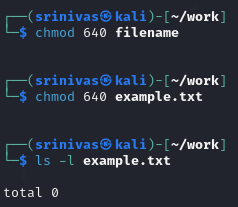 ┌──(srinivas㉿kali)-[~/work]
└─$ chmod 640 filename
┌──(srinivas㉿kali)-[~/work]
└─$ chmod 640 example.txt
┌──(srinivas㉿kali)-[~/work]
└─$ ls -l example.txt
total 0